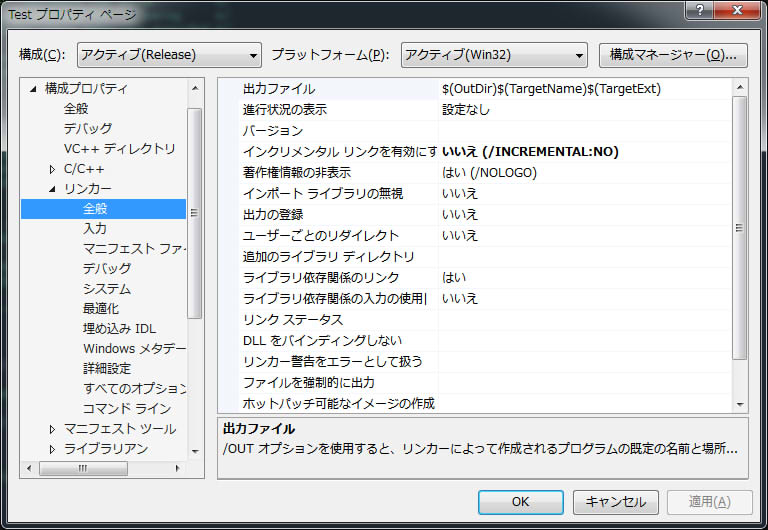 Test プロパティ ページ
構成(C): アクティブ(Release) プラットフォーム(P): アクティブ(Win32) 構成マネージャー(O)...
構成プロパティ
全般
デバッグ
VC++ ディレクトリ
C/C++
リンカー
全般
入力
マニフェスト ファイ
デバッグ
システム
最適化
埋め込み IDL
Windows メタデー
詳細設定
すべてのオプション
コマンド ライン
マニフェスト ツール
ライブラリアン
出力ファイル $(OutDir)$(TargetName)$(TargetExt)
進行状況の表示 設定なし
バージョン
インクリメンタル リンクを有効にす いいえ (/INCREMENTAL:NO)
著作権情報の非表示 はい (/NOLOGO)
インポート ライブラリの無視 いいえ
出力の登録 いいえ
ユーザーごとのリダイレクト いいえ
追加のライブラリ ディレクトリ
ライブラリ依存関係のリンク はい
ライブラリ依存関係の入力の使用 いいえ
リンク ステータス
DLL をバインディングしない
リンカー警告をエラーとして扱う
ファイルを強制的に出力
ホットパッチ可能なイメージの作成
出力ファイル
/OUT オプションを使用すると、リンカーによって作成されるプログラムの既定の名前と場所...
OK キャンセル 適用(A)